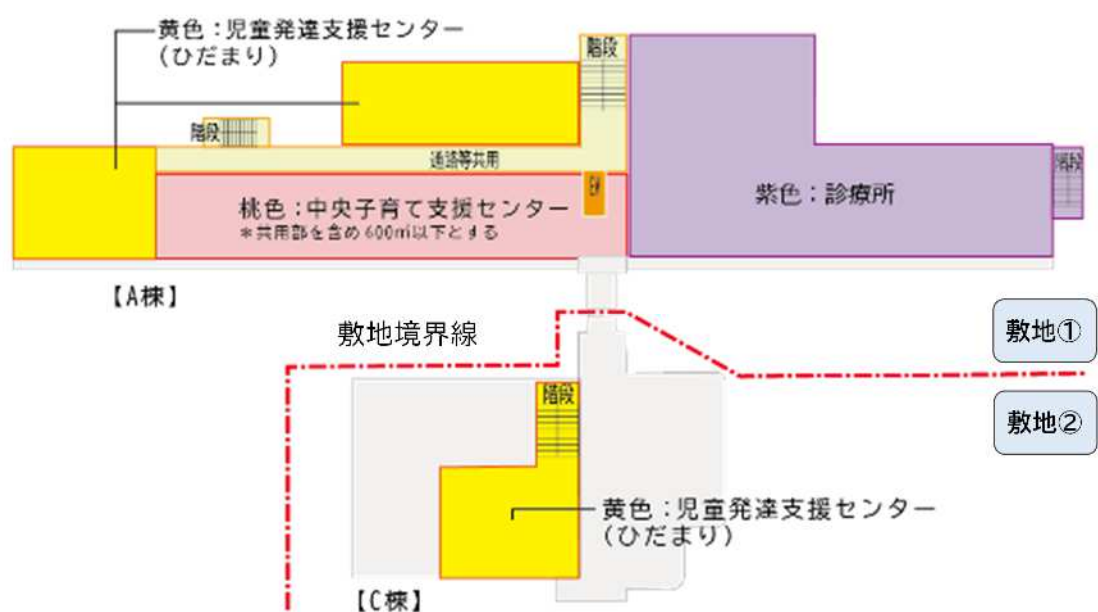 黄色：児童発達支援センター
(ひだまり)
階段
階段
通路等共用
階段
EV
桃色：中央子育て支援センター
＊共用部を含め600㎡以下とする
紫色：診療所
【A棟】
敷地境界線
敷地①
敷地②
階段
黄色：児童発達支援センター
(ひだまり)
【C棟】